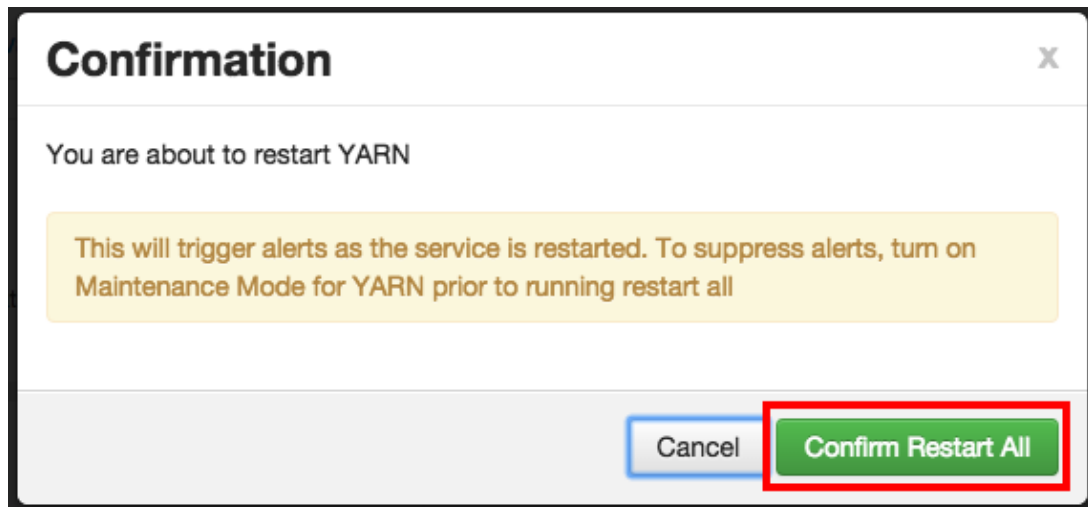 Confirmation
x
You are about to restart YARN
This will trigger alerts as the service is restarted. To suppress alerts, turn on
Maintenance Mode for YARN prior to running restart all
Cancel
Confirm Restart All